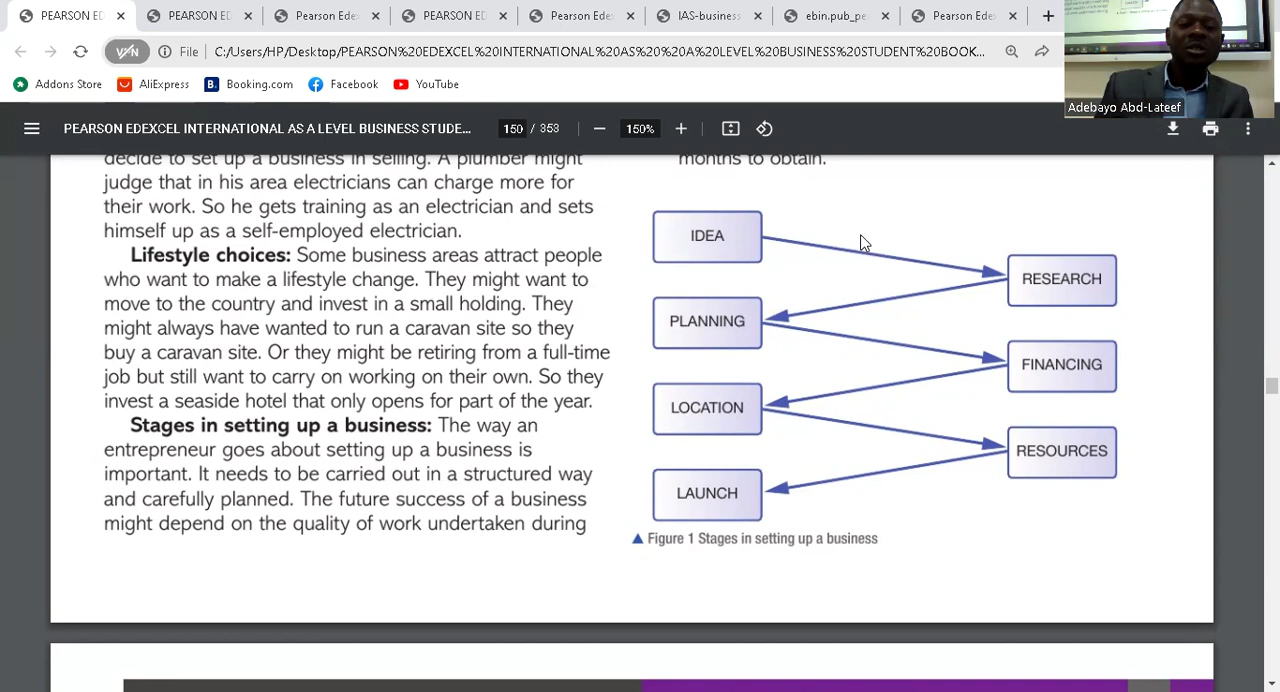 PEARSON ED
PEARSON ED
Pearson Ede
PEARSON ED
Pearson Ede
IAS-business
ebin.pub_pe
Pearson Ede
File
C:/Users/HP/Desktop/PEARSON%20EDEXCEL%20INTERNATIONAL%20AS%20%20A%20LEVEL%20BUSINESS%20STUDENT%20BOOK...
Addons Store
AliExpress
B.
Booking.com
Facebook
YouTube
Adebayo Abd-Lateef
PEARSON EDEXCEL INTERNATIONAL AS A LEVEL BUSINESS STUDE...
150 / 353
150%
decide to set up a business in selling. A plumber might
judge that in his area electricians can charge more for
their work. So he gets training as an electrician and sets
himself up as a self-employed electrician.
Lifestyle choices: Some business areas attract people
who want to make a lifestyle change. They might want to
move to the country and invest in a small holding. They
might always have wanted to run a caravan site so they
buy a caravan site. Or they might be retiring from a full-time
job but still want to carry on working on their own. So they
invest a seaside hotel that only opens for part of the year.
Stages in setting up a business: The way an
entrepreneur goes about setting up a business is
important. It needs to be carried out in a structured way
and carefully planned. The future success of a business
might depend on the quality of work undertaken during
months to obtain.
IDEA
RESEARCH
PLANNING
FINANCING
LOCATION
RESOURCES
LAUNCH
Figure 1 Stages in setting up a business